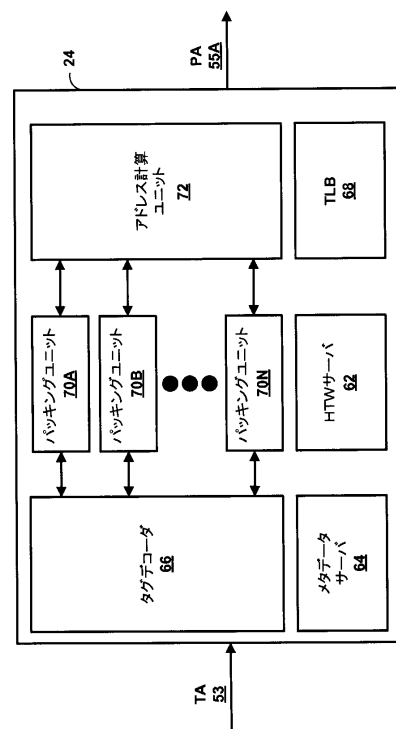 24
TA
53
タグデコーダ
66
パッキングユニット
70A
パッキングユニット
70B
パッキングユニット
70N
アドレス計算
ユニット
72
PA
55A
メタデータ
サーバ
64
HTWサーバ
62
TLB
68